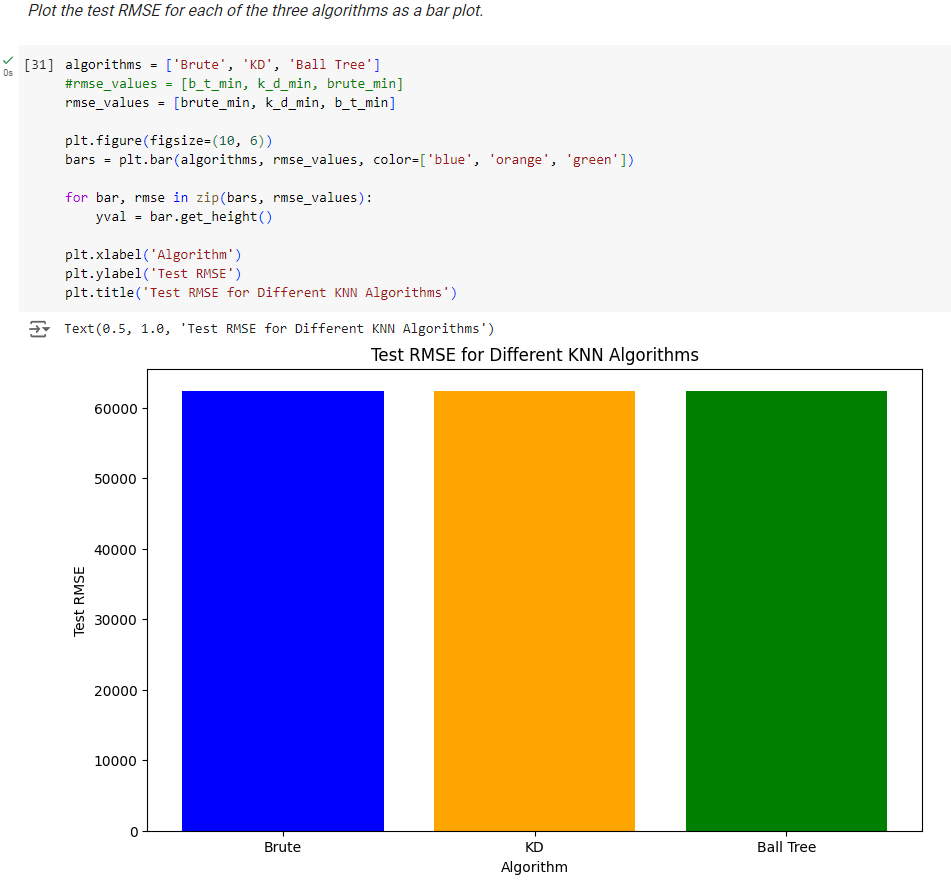 Plot the test RMSE for each of the three algorithms as a bar plot.
[31] algorithms = ['Brute', 'KD', 'Ball Tree']
0s
#rmse_values = [b_t_min, k_d_min, brute_min]
rmse_values = [brute_min, k_d_min, b_t_min]
plt.figure(figsize=(10, 6))
bars = plt.bar(algorithms, rmse_values, color=['blue', 'orange', 'green'])
for bar, rmse in zip(bars, rmse_values):
    yval = bar.get_height()
plt.xlabel('Algorithm')
plt.ylabel('Test RMSE')
plt.title('Test RMSE for Different KNN Algorithms')
Text(0.5, 1.0, 'Test RMSE for Different KNN Algorithms')
Test RMSE for Different KNN Algorithms
60000
50000
40000
30000
20000
10000
0
Test RMSE
Brute KD Ball Tree
Algorithm